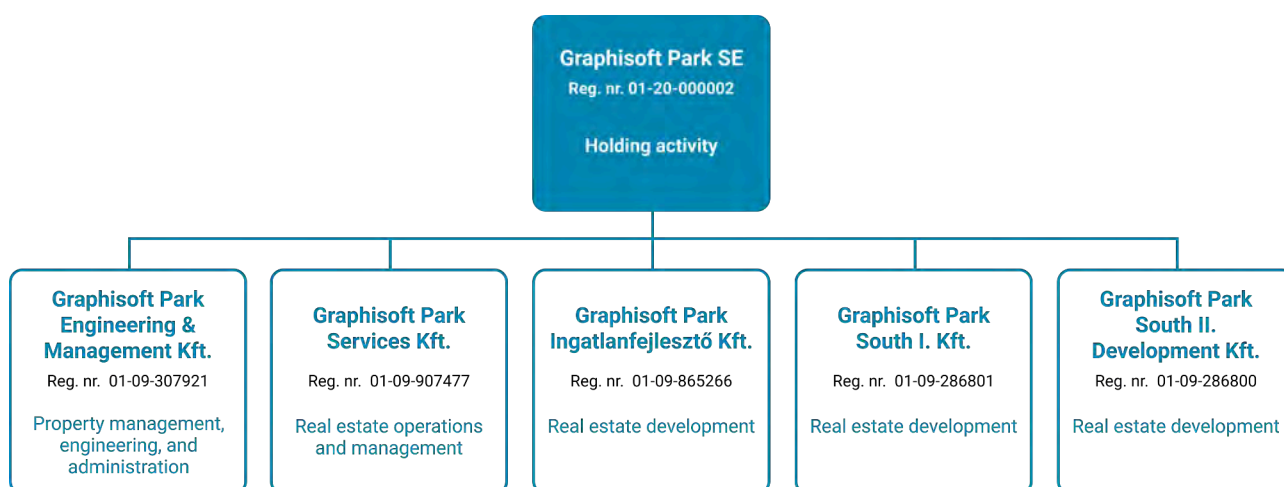 Graphisoft Park SE
Reg. nr. 01-20-000002
Holding activity
Graphisoft Park
Engineering &
Management Kft.
Reg. nr. 01-09-307921
Property management,
engineering, and
administration
Graphisoft Park
Services Kft.
Reg. nr. 01-09-907477
Real estate operations
and management
Graphisoft Park
Ingatlanfejlesztő Kft.
Reg. nr. 01-09-865266
Real estate development
Graphisoft Park
South I. Kft.
Reg. nr. 01-09-286801
Real estate development
Graphisoft Park
South II.
Development Kft.
Reg. nr. 01-09-286800
Real estate development